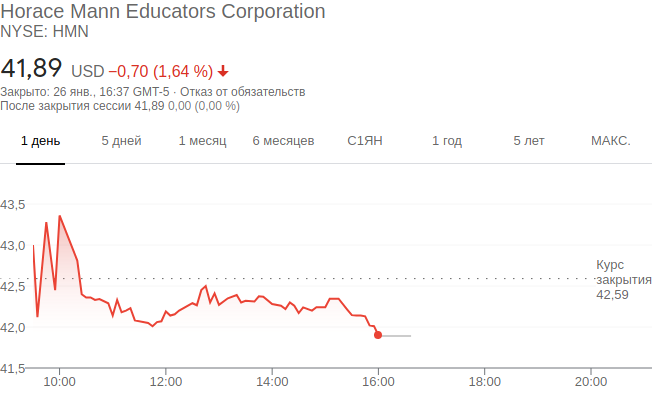 Horace Mann Educators Corporation
NYSE: HMN
41,89 USD −0,70 (1,64 %)
Закрыто: 26 янв., 16:37 GMT-5 · Отказ от обязательств
После закрытия сессии 41,89 0,00 (0,00 %)
1 день 5 дней 1 месяц 6 месяцев С1ЯН 1 год 5 лет МАКС.
43,5
43,0
Курс
закрытия
42,5
42,59
42,0
41,5
10:00 12:00 14:00 16:00 18:00 20:00